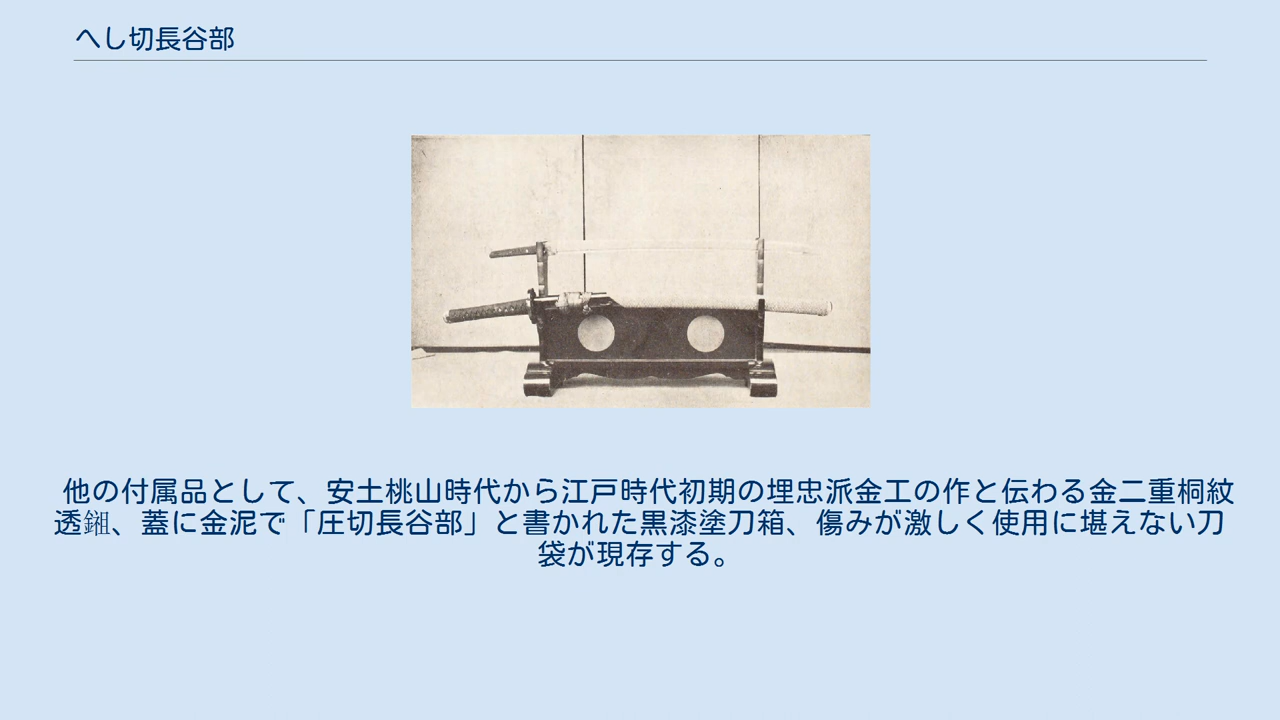 へし切長谷部
他の付属品として、安土桃山時代から江戸時代初期の埋忠派金工の作と伝わる金二重桐紋
透鎺、蓋に金泥で「圧切長谷部」と書かれた黒漆塗刀箱、傷みが激しく使用に堪えない刀
袋が現存する。